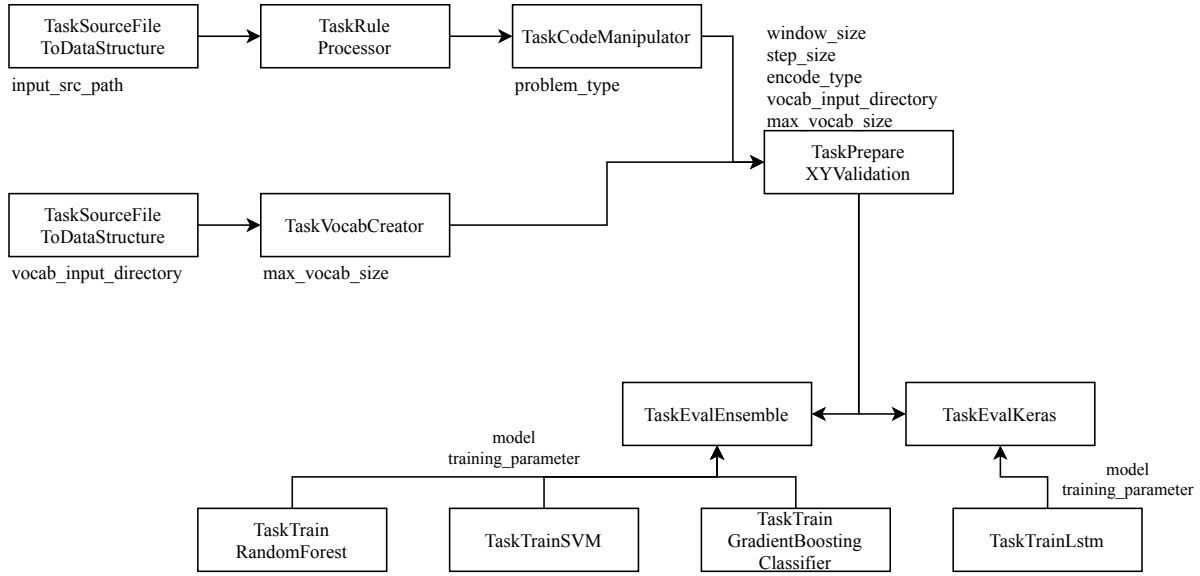 TaskSourceFile
ToDataStructure
input_src_path
TaskRule
Processor
TaskCodeManipulator
problem_type
window_size
step_size
encode_type
vocab_input_directory
max_vocab_size
TaskPrepare
XYValidation
TaskSourceFile
ToDataStructure
vocab_input_directory
TaskVocabCreator
max_vocab_size
TaskEvalEnsemble
TaskEvalKeras
model
training_parameter
model
training_parameter
TaskTrain
RandomForest
TaskTrainSVM
TaskTrain
GradientBoosting
Classifier
TaskTrainLstm